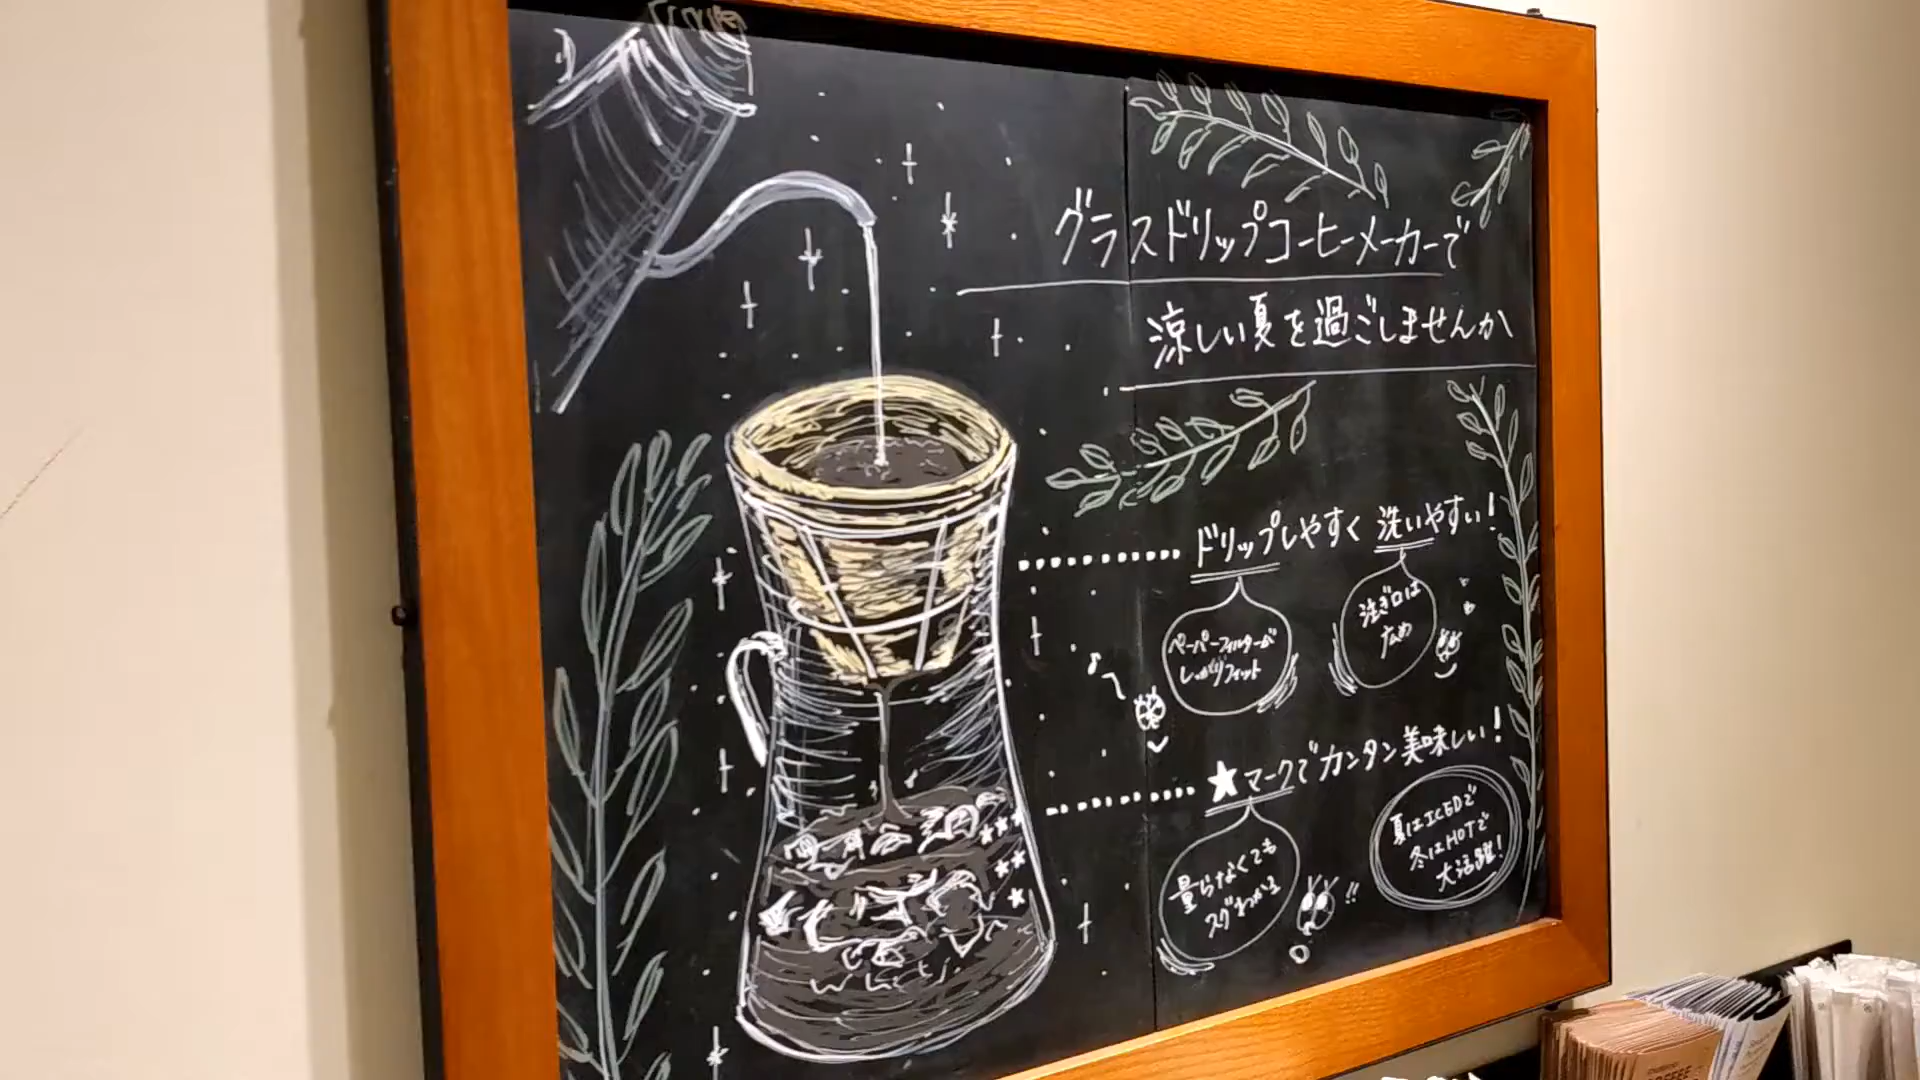 グラスドリップコーヒーメーカーで
涼しい夏を過ごしませんか
ドリップしやすく 洗いやすい!
ペーパーフィルターが
しっかりフィット
注ぎ口は
広め
★マークでカンタン美味しい!
量らなくても
スグわかる
!!
夏はICEDで
冬はHOTで
大活躍!